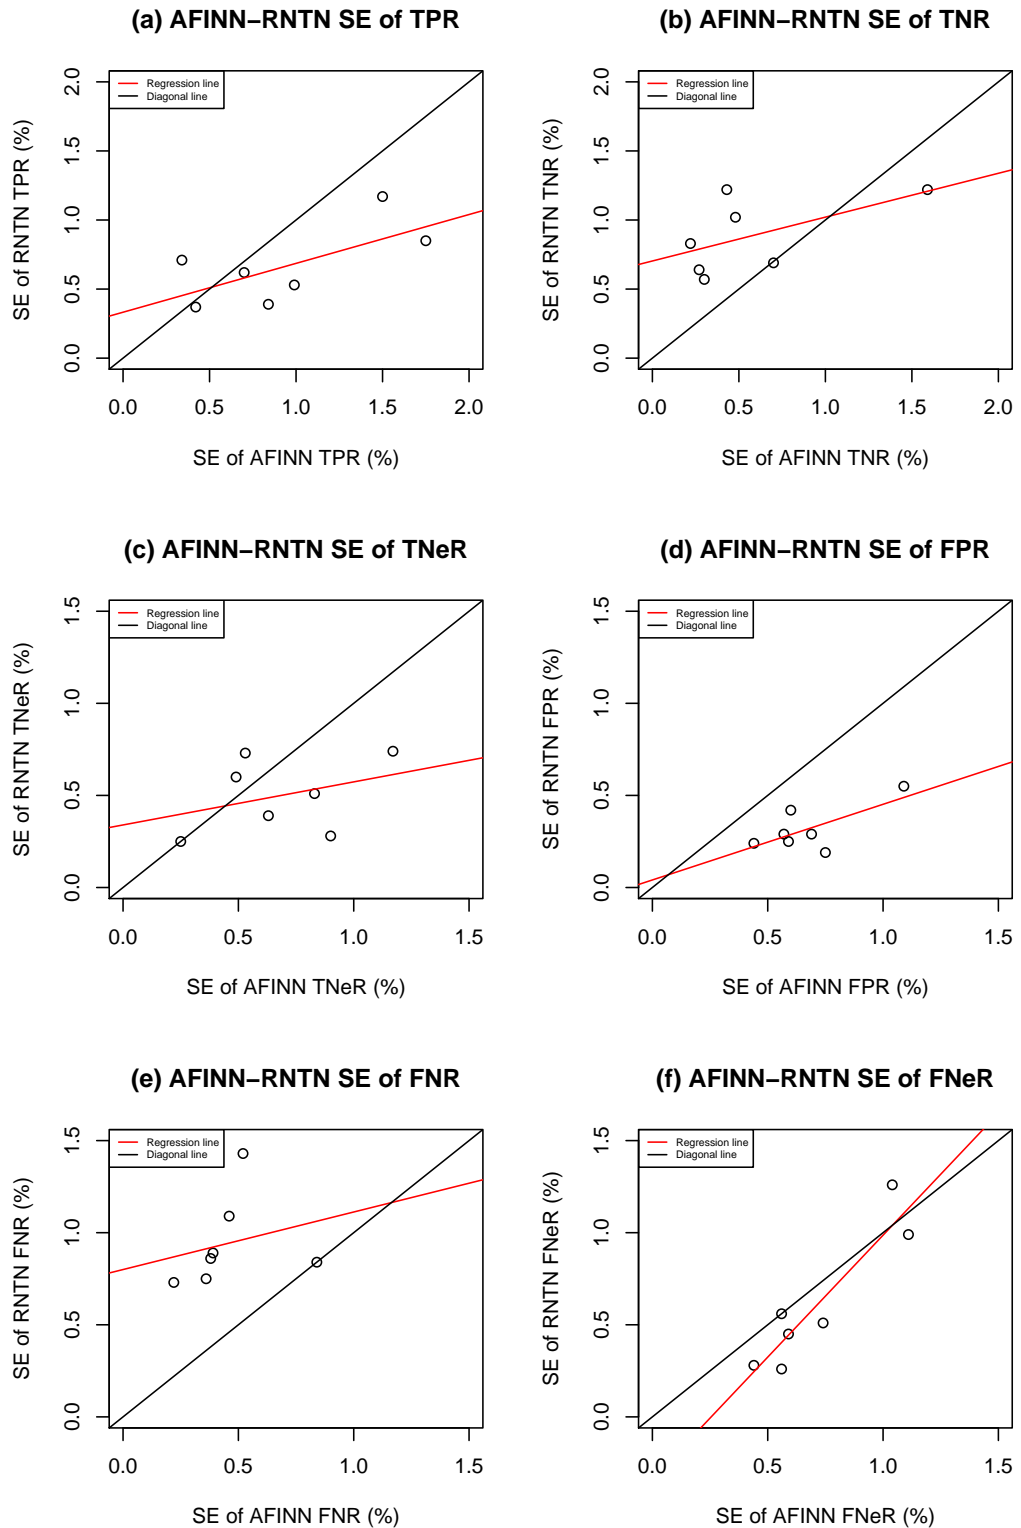 (a) AFINN−RNTN SE of TPR
Regression line
Diagonal line
SE of RNTN TPR (%)
0.0 0.5 1.0 1.5 2.0
0.0 0.5 1.0 1.5 2.0
SE of AFINN TPR (%)
(b) AFINN−RNTN SE of TNR
Regression line
Diagonal line
SE of RNTN TNR (%)
0.0 0.5 1.0 1.5 2.0
0.0 0.5 1.0 1.5 2.0
SE of AFINN TNR (%)
(c) AFINN−RNTN SE of TNeR
Regression line
Diagonal line
SE of RNTN TNeR (%)
0.0 0.5 1.0 1.5
0.0 0.5 1.0 1.5
SE of AFINN TNeR (%)
(d) AFINN−RNTN SE of FPR
Regression line
Diagonal line
SE of RNTN FPR (%)
0.0 0.5 1.0 1.5
0.0 0.5 1.0 1.5
SE of AFINN FPR (%)
(e) AFINN−RNTN SE of FNR
Regression line
Diagonal line
SE of RNTN FNR (%)
0.0 0.5 1.0 1.5
0.0 0.5 1.0 1.5
SE of AFINN FNR (%)
(f) AFINN−RNTN SE of FNeR
Regression line
Diagonal line
SE of RNTN FNeR (%)
0.0 0.5 1.0 1.5
0.0 0.5 1.0 1.5
SE of AFINN FNeR (%)